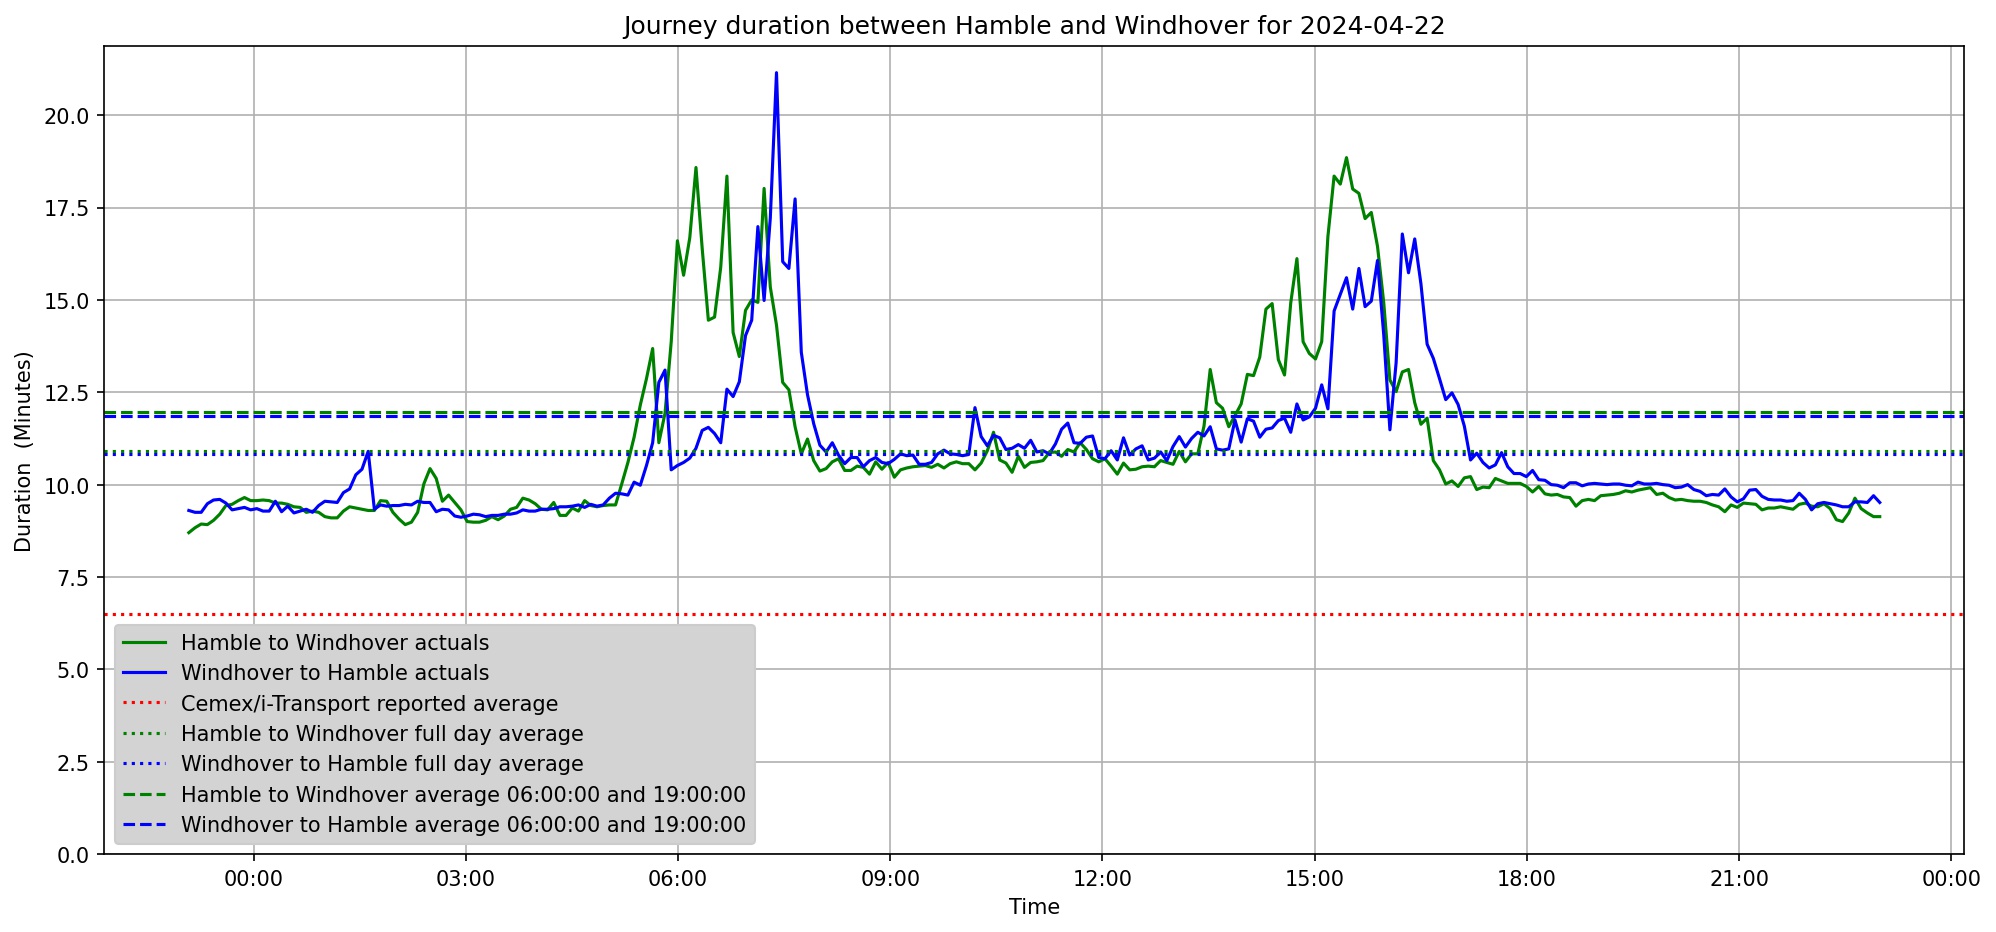 Journey duration between Hamble and Windhover for 2024-04-22
20.0
17.5
15.0
12.5
10.0
7.5
5.0
2.5
0.0
Duration (Minutes)
Hamble to Windhover actuals
Windhover to Hamble actuals
Cemex/i-Transport reported average
Hamble to Windhover full day average
Windhover to Hamble full day average
Hamble to Windhover average 06:00:00 and 19:00:00
Windhover to Hamble average 06:00:00 and 19:00:00
00:00 03:00 06:00 09:00 12:00 15:00 18:00 21:00 00:00
Time